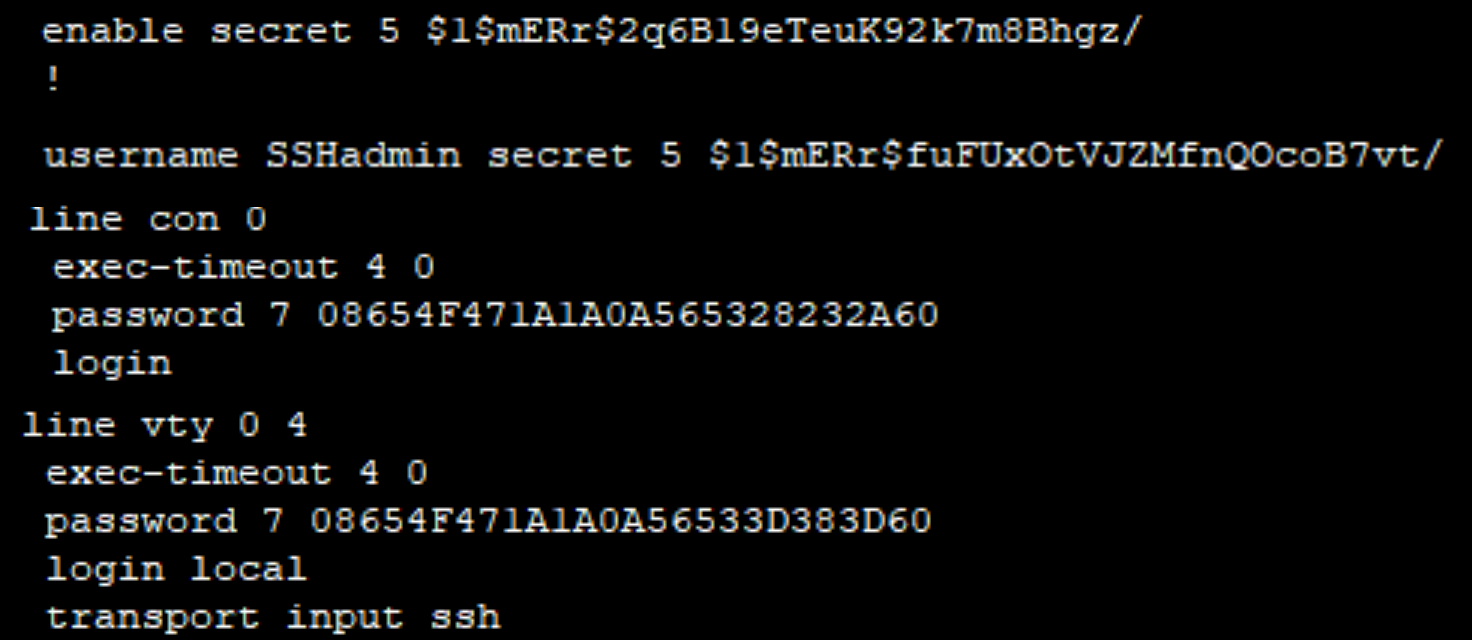 enable secret 5 $1$mERr$2q6Bl9eTeuK92k7m8Bhgz/
!
username SSHadmin secret 5 $1$mERr$fuFUxOtVJZMfnQOcoB7vt/
line con 0
exec-timeout 4 0
password 7 08654F471A1A0A565328232A60
login
line vty 0 4
exec-timeout 4 0
password 7 08654F471A1A0A56533D383D60
login local
transport input ssh